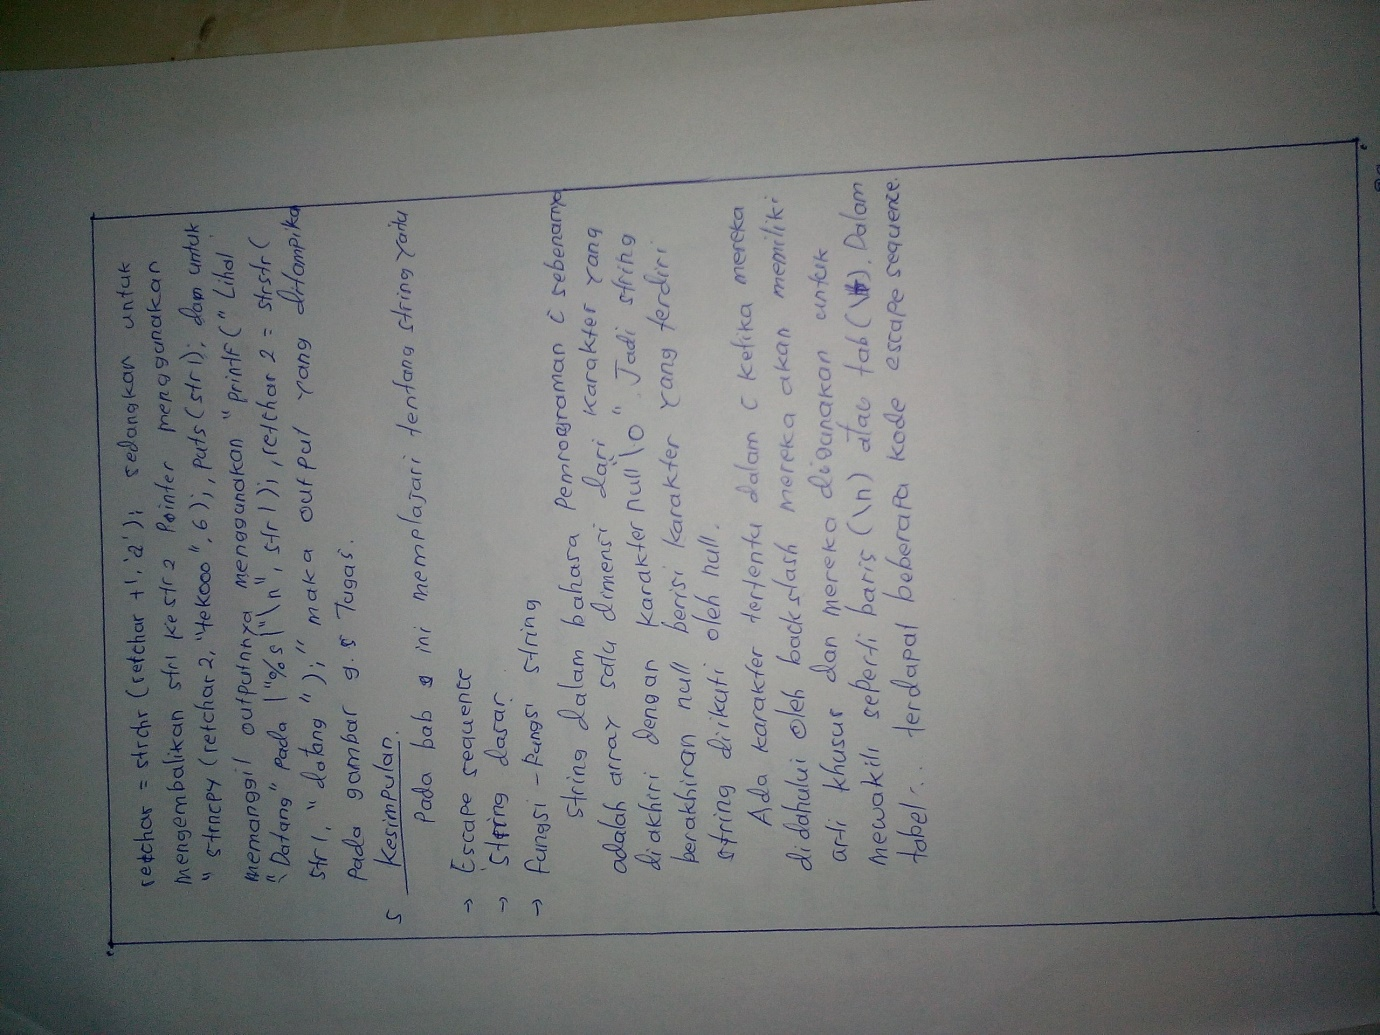 retchar = strchr (retchar +1,'a'); sedangkan untuk
mengembalikan str1 ke str2 Pointer menggunakan
" strncpy (retchar2, "tekooo", 6);, puts (str1); dan untuk
memanggil outputnnya menggunakan "printf (" Lihat
"Datang" pada |"%s|"\n", str1);, retchar 2 = strstr (
str1, "datang ");" maka output yang ditampika
pada gambar 9.5 Tugas.
5 Kesimpulan.
Pada bab 9 ini memplajari tentang string yaitu
→ Escape sequence
→ String dasar
→ fungsi - fungsi string
String dalam bahasa Pemrograman C sebenarnya
adalah array satu dimensi dari karakter yang
diakhiri dengan karakter null "\0" Jadi string
berakhiran null berisi karakter yang terdiri
string diikuti oleh null.
Ada karakter tertentu dalam C ketika mereka
didahului oleh backslash mereka akan memiliki
arti khusus dan mereka digunakan untuk
mewakili seperti baris (\n) atau tab (\t). Dalam
tabel... terdapat beberapa kode escape sequence.